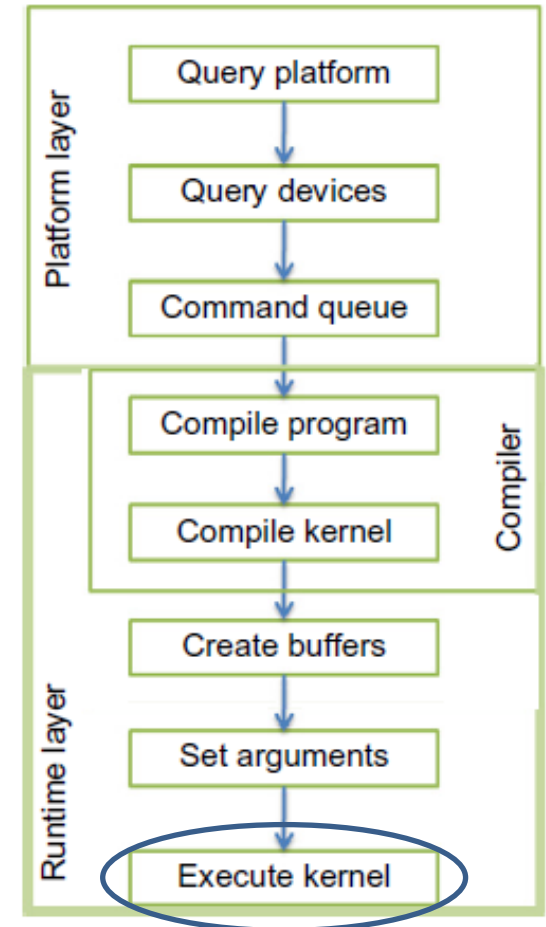 Platform layer
Query platform
Query devices
Command queue
Compile program
Compile kernel
Compiler
Runtime layer
Create buffers
Set arguments
Execute kernel